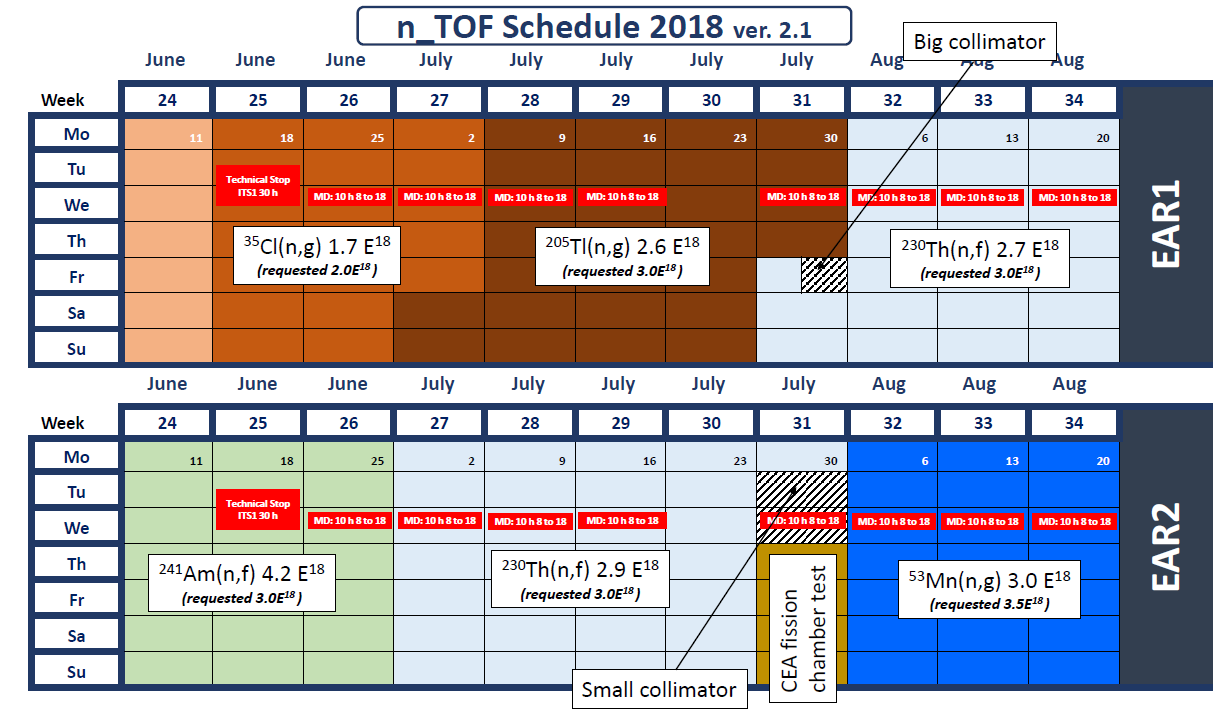 n_TOF Schedule 2018 ver. 2.1
Big collimator
June June June July July July July July Aug Aug Aug
Week 24 25 26 27 28 29 30 31 32 33 34
Mo 11 18 25 2 9 16 23 30 6 13 20
Tu
Technical Stop
ITS1 30 h
We MD: 10 h 8 to 18 MD: 10 h 8 to 18 MD: 10 h 8 to 18 MD: 10 h 8 to 18 MD: 10 h 8 to 18 MD: 10 h 8 to 18 MD: 10 h 8 to 18 MD: 10 h 8 to 18
Th
35Cl(n,g) 1.7 E18
(requested 2.0E18)
205Tl(n,g) 2.6 E18
(requested 3.0E18)
230Th(n,f) 2.7 E18
(requested 3.0E18)
Fr
Sa
Su
EAR1
June June June July July July July July Aug Aug Aug
Week 24 25 26 27 28 29 30 31 32 33 34
Mo 11 18 25 2 9 16 23 30 6 13 20
Tu
Technical Stop
ITS1 30 h
We MD: 10 h 8 to 18 MD: 10 h 8 to 18 MD: 10 h 8 to 18 MD: 10 h 8 to 18 MD: 10 h 8 to 18 MD: 10 h 8 to 18 MD: 10 h 8 to 18 MD: 10 h 8 to 18
Th
241Am(n,f) 4.2 E18
(requested 3.0E18)
230Th(n,f) 2.9 E18
(requested 3.0E18)
CEA fission
chamber test
53Mn(n,g) 3.0 E18
(requested 3.5E18)
Fr
Sa
Su
Small collimator
EAR2